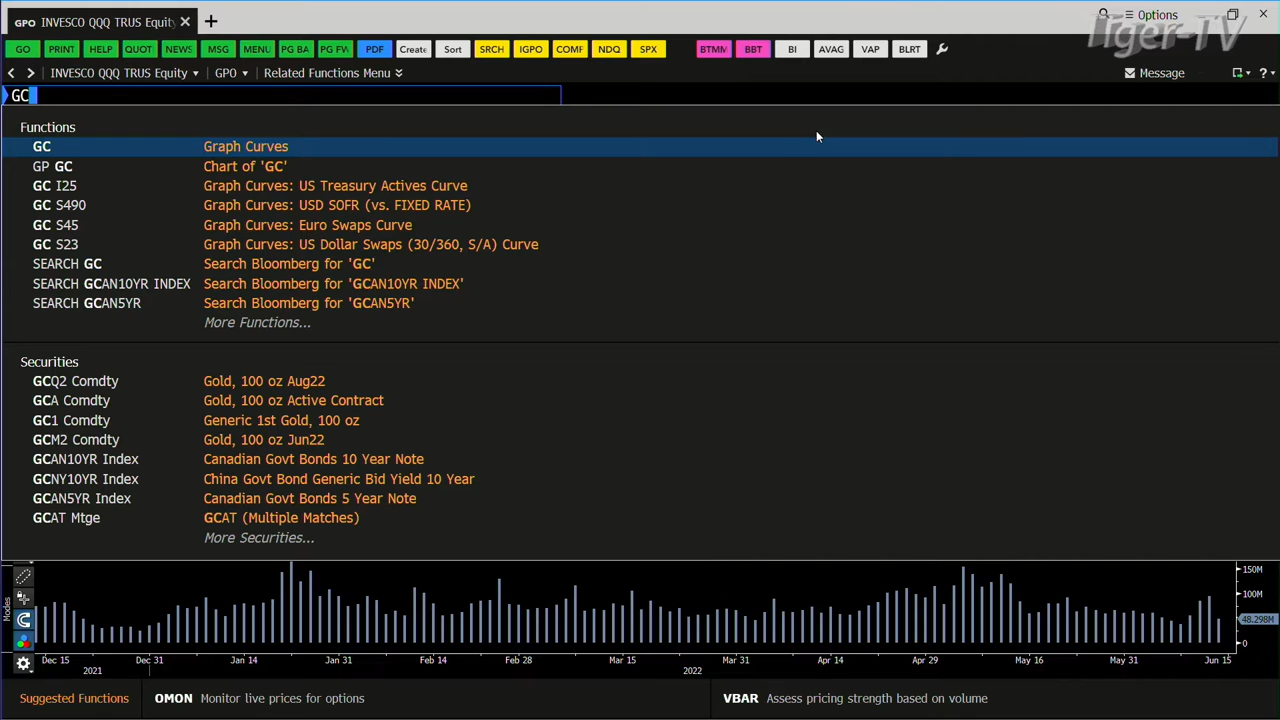 GPO INVESCO QQQ TRUS Equity
Options
Tiger-TV
GO PRINT HELP QUOT NEWS MSG MENU PG BA PG FW PDF Create Sort SRCH IGPO COMF NDQ SPX BTMM BBT BI AVAG VAP BLRT
INVESCO QQQ TRUS Equity GPO Related Functions Menu Message ?
GC
Functions
GC Graph Curves
GP GC Chart of 'GC'
GC I25 Graph Curves: US Treasury Actives Curve
GC S490 Graph Curves: USD SOFR (vs. FIXED RATE)
GC S45 Graph Curves: Euro Swaps Curve
GC S23 Graph Curves: US Dollar Swaps (30/360, S/A) Curve
SEARCH GC Search Bloomberg for 'GC'
SEARCH GCAN10YR INDEX Search Bloomberg for 'GCAN10YR INDEX'
SEARCH GCAN5YR Search Bloomberg for 'GCAN5YR'
More Functions...
Securities
GCQ2 Comdty Gold, 100 oz Aug22
GCA Comdty Gold, 100 oz Active Contract
GC1 Comdty Generic 1st Gold, 100 oz
GCM2 Comdty Gold, 100 oz Jun22
GCAN10YR Index Canadian Govt Bonds 10 Year Note
GCNY10YR Index China Govt Bond Generic Bid Yield 10 Year
GCAN5YR Index Canadian Govt Bonds 5 Year Note
GCAT Mtge GCAT (Multiple Matches)
More Securities...
150M
100M
48.298M
0
Modes
Dec 15 Dec 31 Jan 14 Jan 31 Feb 14 Feb 28 Mar 15 Mar 31 Apr 14 Apr 29 May 16 May 31 Jun 15
2021 2022
Suggested Functions OMON Monitor live prices for options VBAR Assess pricing strength based on volume